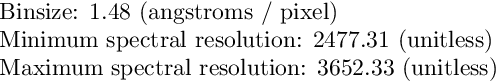 Binsize: 1.48 (angstroms / pixel)
Minimum spectral resolution: 2477.31 (unitless)
Maximum spectral resolution: 3652.33 (unitless)